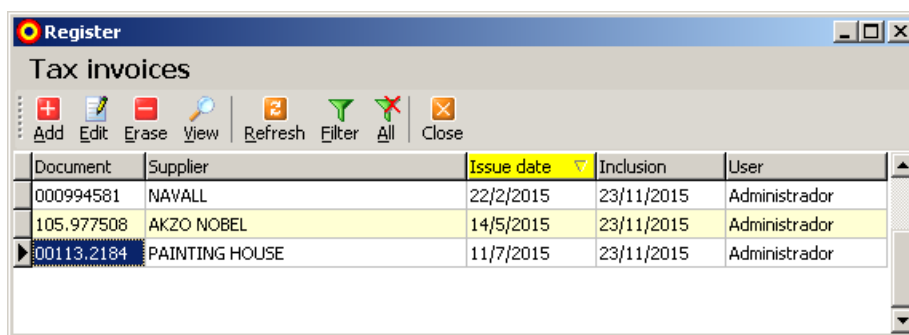 Register
Tax invoices
Add Edit Erase View Refresh Filter All Close
Document Supplier Issue date Inclusion User
000994581 NAVALL 22/2/2015 23/11/2015 Administrador
105.977508 AKZO NOBEL 14/5/2015 23/11/2015 Administrador
00113.2184 PAINTING HOUSE 11/7/2015 23/11/2015 Administrador